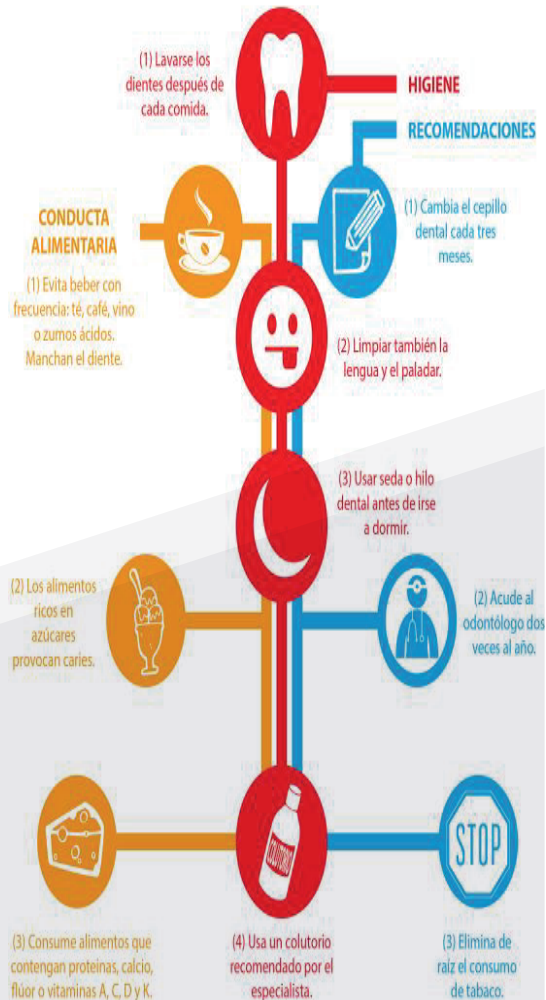 (1) Lavarse los
dientes después de
cada comida.
HIGIENE
RECOMENDACIONES
CONDUCTA
ALIMENTARIA
(1) Evita beber con
frecuencia: té, café, vino
o zumos ácidos.
Manchan el diente.
(1) Cambia el cepillo
dental cada tres
meses.
(2) Limpiar también la
lengua y el paladar.
(3) Usar seda o hilo
dental antes de irse
a dormir.
(2) Los alimentos
ricos en
azúcares
provocan caries.
(2) Acude al
odontólogo dos
veces al año.
STOP
(3) Consume alimentos que
contengan proteínas, calcio,
flúor o vitaminas A, C, D y K.
(4) Usa un colutorio
recomendado por el
especialista.
(3) Elimina de
raíz el consumo
de tabaco.